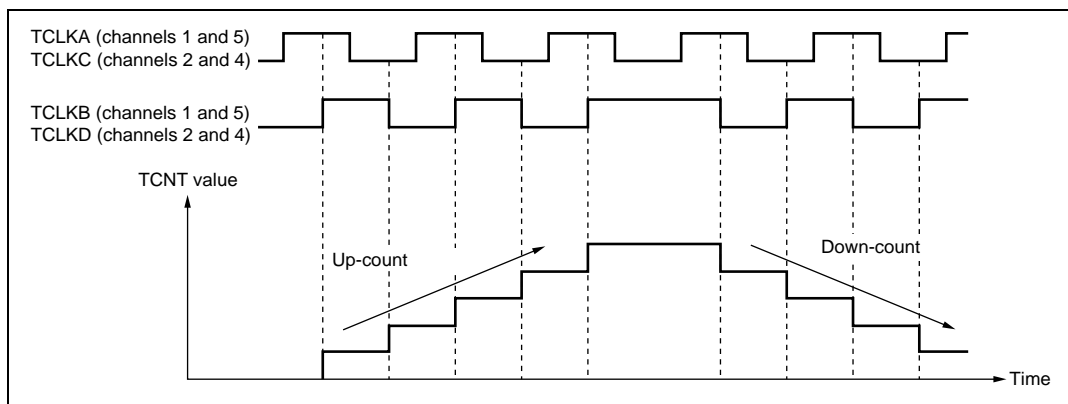 TCLKA (channels 1 and 5)
TCLKC (channels 2 and 4)
TCLKB (channels 1 and 5)
TCLKD (channels 2 and 4)
TCNT value
Up-count
Down-count
Time